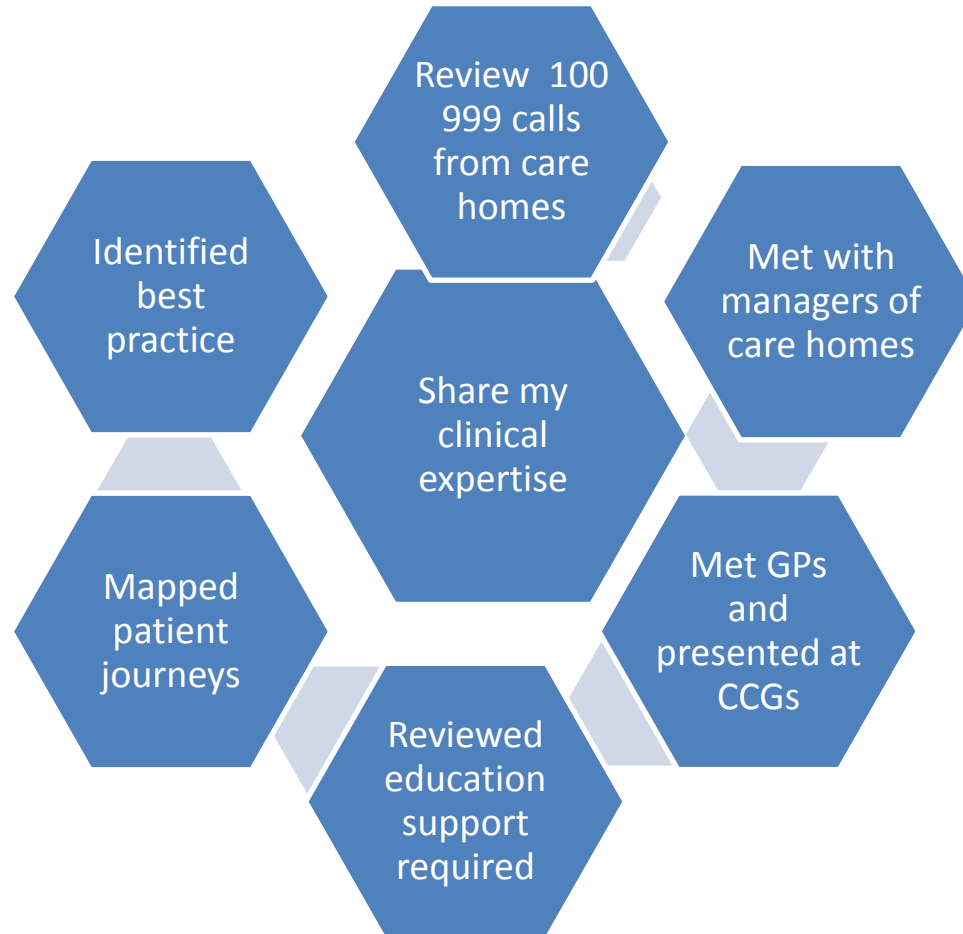 Review 100
999 calls
from care
homes
Met with
managers of
care homes
Met GPs
and
presented at
CCGs
Reviewed
education
support
required
Mapped
patient
journeys
Identified
best
practice
Share my
clinical
expertise